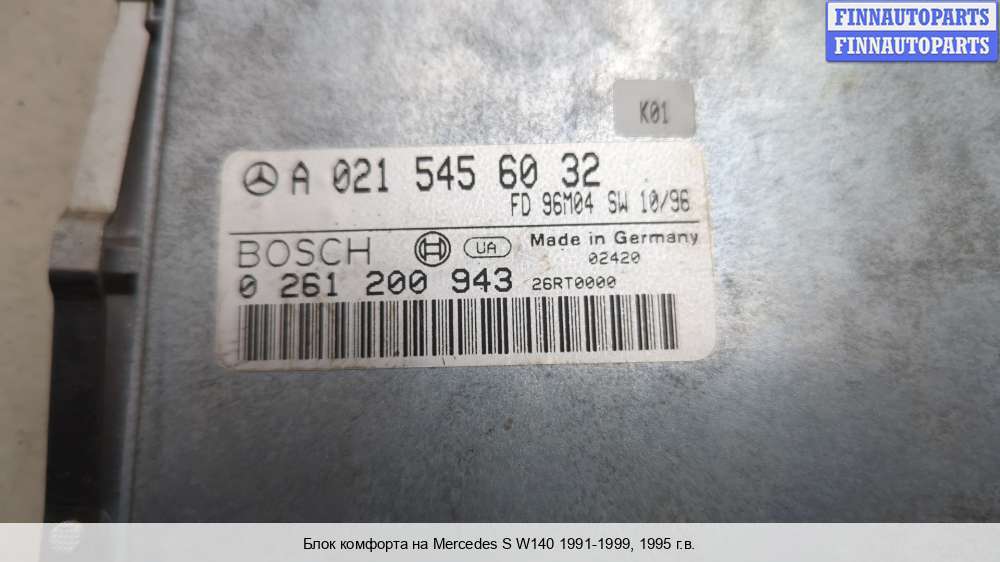 FINNAUTOPARTS
FINNAUTOPARTS
K01
A 021 545 60 32
FD 96M04 SW 10/96
BOSCH UA Made in Germany
02420
0 261 200 943 26RT0000
Блок комфорта на Mercedes S W140 1991-1999, 1995 г.в.